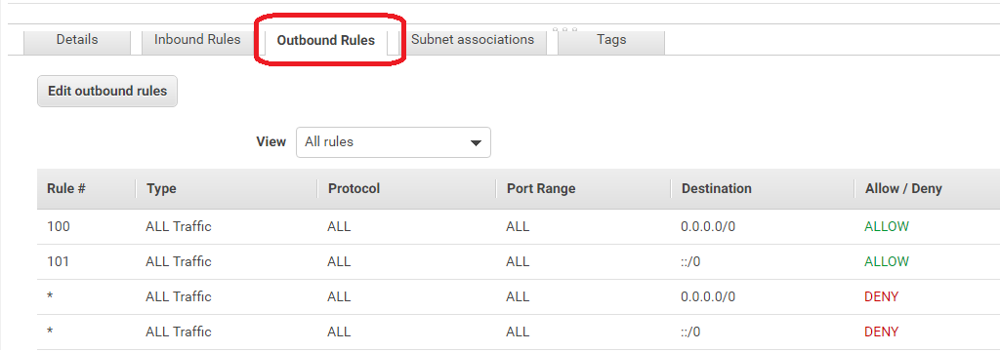 Details Inbound Rules Outbound Rules Subnet associations Tags
Edit outbound rules
View All rules
Rule # Type Protocol Port Range Destination Allow / Deny
100 ALL Traffic ALL ALL 0.0.0.0/0 ALLOW
101 ALL Traffic ALL ALL ::/0 ALLOW
* ALL Traffic ALL ALL 0.0.0.0/0 DENY
* ALL Traffic ALL ALL ::/0 DENY